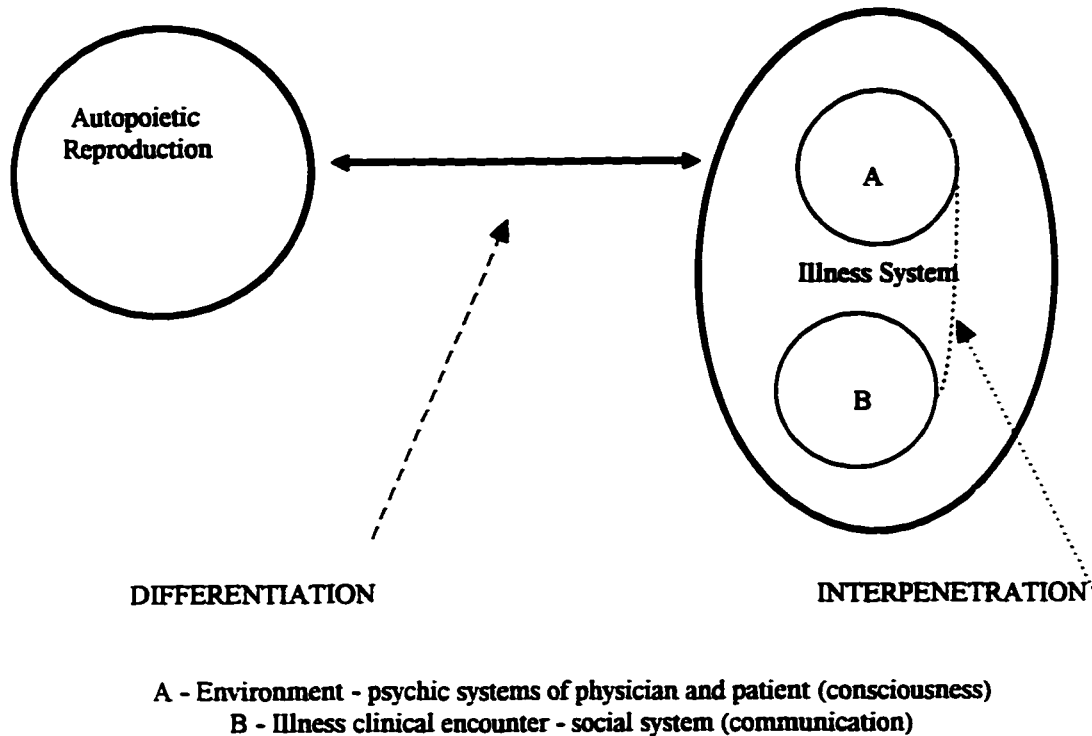 Autopoietic
Reproduction
A
Illness System
B
DIFFERENTIATION
INTERPENETRATION
A - Environment - psychic systems of physician and patient (consciousness)
B - Illness clinical encounter - social system (communication)